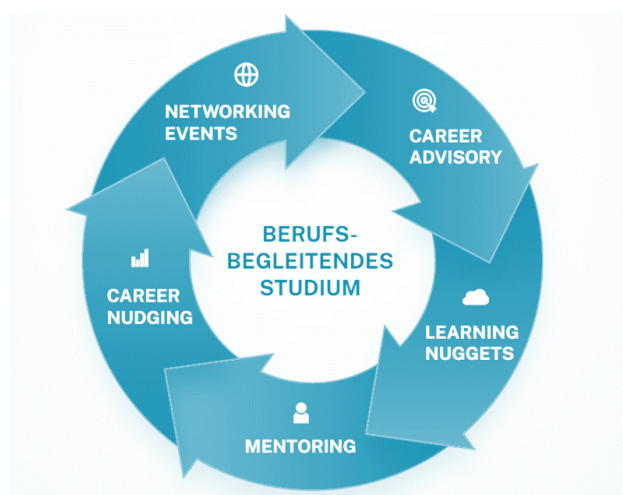 NETWORKING
EVENTS
CAREER
ADVISORY
BERUFS-
BEGLEITENDES
STUDIUM
CAREER
NUDGING
LEARNING
NUGGETS
MENTORING